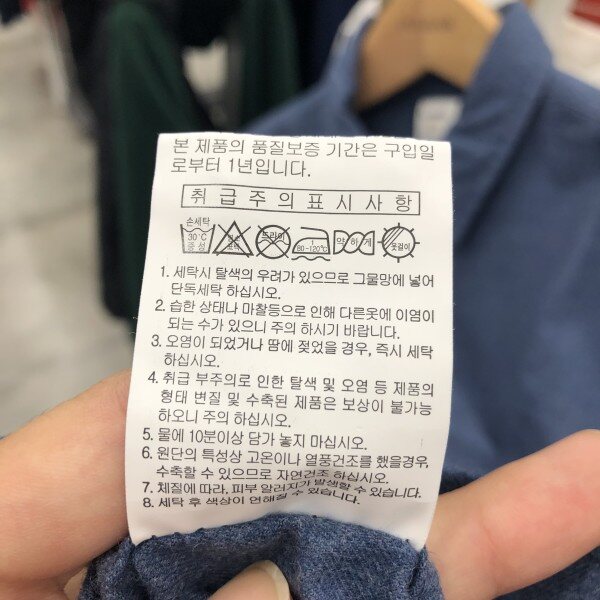 본 제품의 품질보증 기간은 구입일
로부터 1년입니다.
취급주의표시사항
손세탁
30℃
중성
드라이
80~120℃
약하게
옷걸이
1. 세탁시 탈색의 우려가 있으므로 그물망에 넣어
단독세탁 하십시오.
2. 습한 상태나 마찰등으로 인해 다른옷에 이염이
되는 수가 있으니 주의 하시기 바랍니다.
3. 오염이 되었거나 땀에 젖었을 경우, 즉시 세탁
하십시오.
4. 취급 부주의로 인한 탈색 및 오염 등 제품의
형태 변질 및 수축된 제품은 보상이 불가능
하오니 주의 하십시오.
5. 물에 10분이상 담가 놓지 마십시오.
6. 원단의 특성상 고온이나 열풍건조를 했을경우,
수축할 수 있으므로 자연건조 하십시오.
7. 체질에 따라, 피부 알러지가 발생할 수 있습니다.
8. 세탁 후 색상이 연해질 수 있습니다.